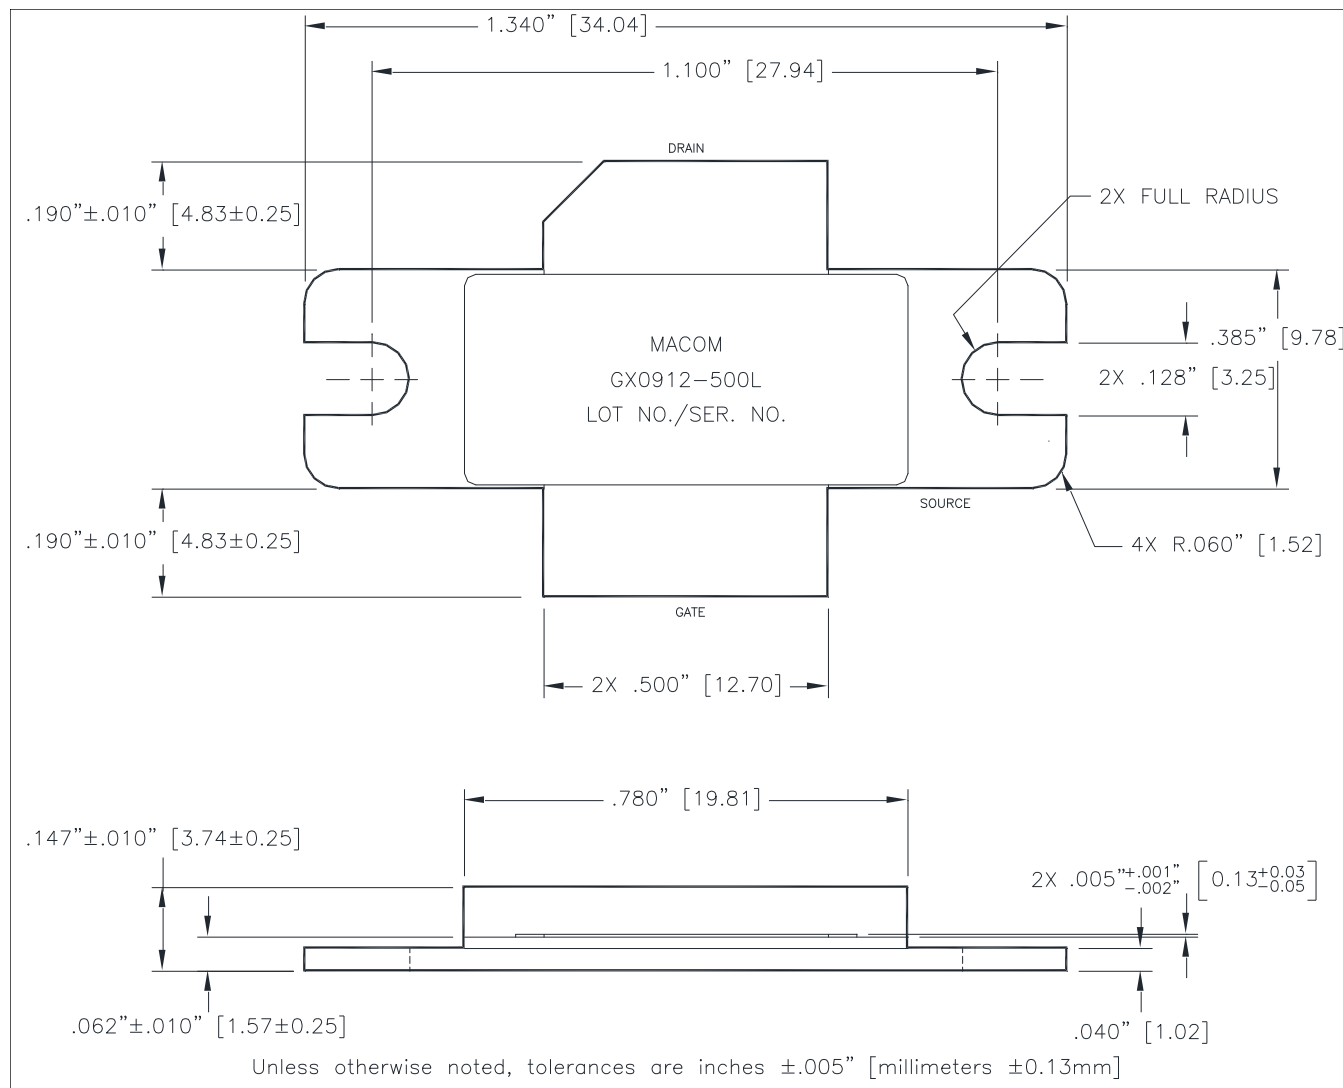 1.340” [34.04]
1.100” [27.94]
DRAIN
2X FULL RADIUS
.190”±.010” [4.83±0.25]
MACOM
GX0912-500L
LOT NO./SER. NO.
.385” [9.78]
2X .128” [3.25]
SOURCE
.190”±.010” [4.83±0.25]
4X R.060” [1.52]
GATE
2X .500” [12.70]
.780” [19.81]
.147”±.010” [3.74±0.25]
2X .005”+.001” -.002” [0.13+0.03 -0.05]
.062”±.010” [1.57±0.25]
.040” [1.02]
Unless otherwise noted, tolerances are inches ±.005” [millimeters ±0.13mm]